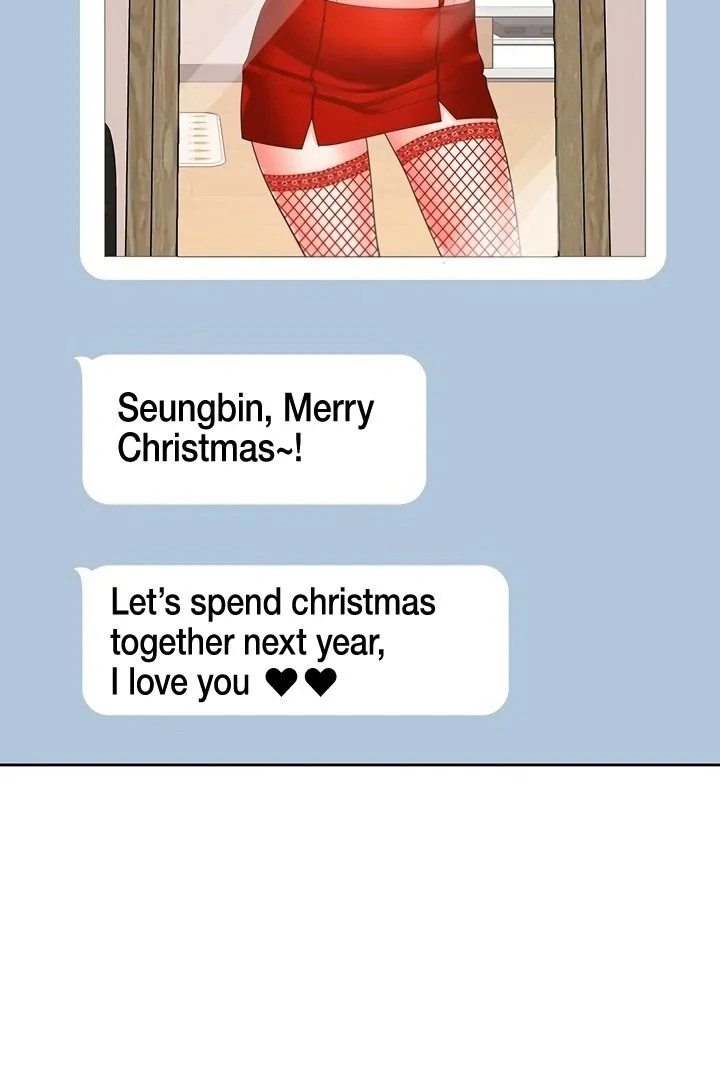 Seungbin, Merry
Christmas~!
Let's spend christmas
together next year,
I love you ♥♥